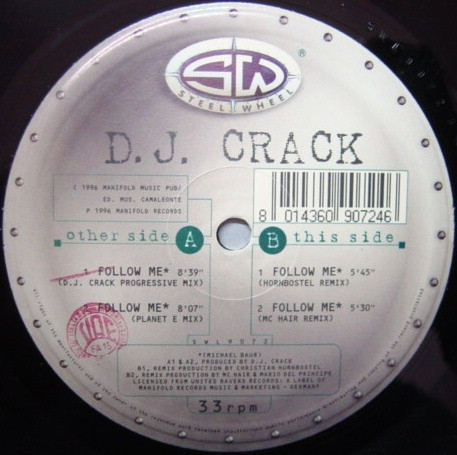 SW
®
STEEL WHEEL
D.J. CRACK
C 1996 MANIFOLD MUSIC PUB/
ED. MUS. CAMALEONTE
P 1996 MANIFOLD RECORDS
8 014360 907246
other side A
B this side
1 FOLLOW ME* 8'39"
(D.J. CRACK PROGRESSIVE MIX)
2 FOLLOW ME* 8'07"
(PLANET E MIX)
1 FOLLOW ME* 5'45"
(HORNBOSTEL REMIX)
2 FOLLOW ME* 5'30"
(MC HAIR REMIX)
SWL9072
*(MICHAEL BAUR)
A1 & A2, PRODUCED BY D.J. CRACK
B1, REMIX PRODUCTION BY CHRISTIAN HORNBOSTEL
B2, REMIX PRODUCTION BY MC HAIR & MARIO DEL PRINCIPE
LICENSED FROM UNITED RAVERS RECORDS: A LABEL OF
MANIFOLD RECORDS MUSIC & MARKETING - GERMANY
33rpm